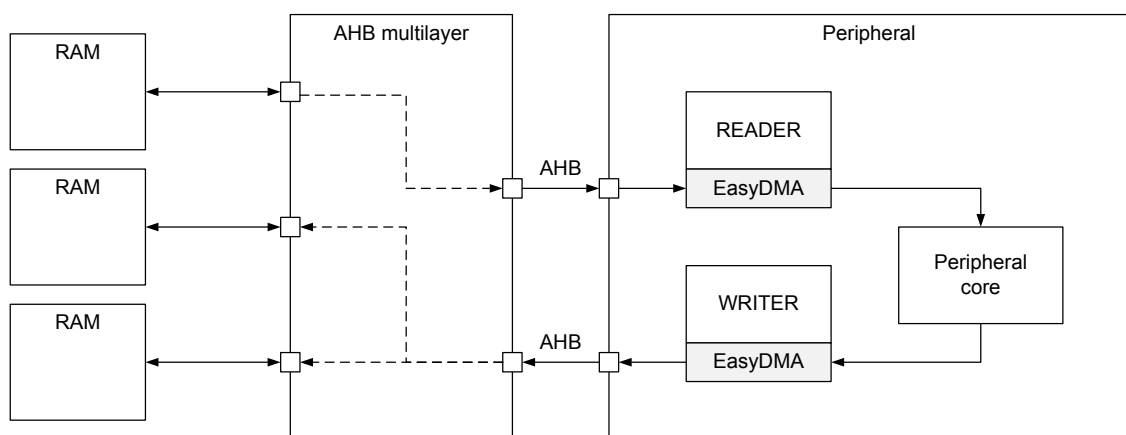 RAM
AHB multilayer
Peripheral
READER
AHB
EasyDMA
RAM
Peripheral
core
WRITER
RAM
AHB
EasyDMA